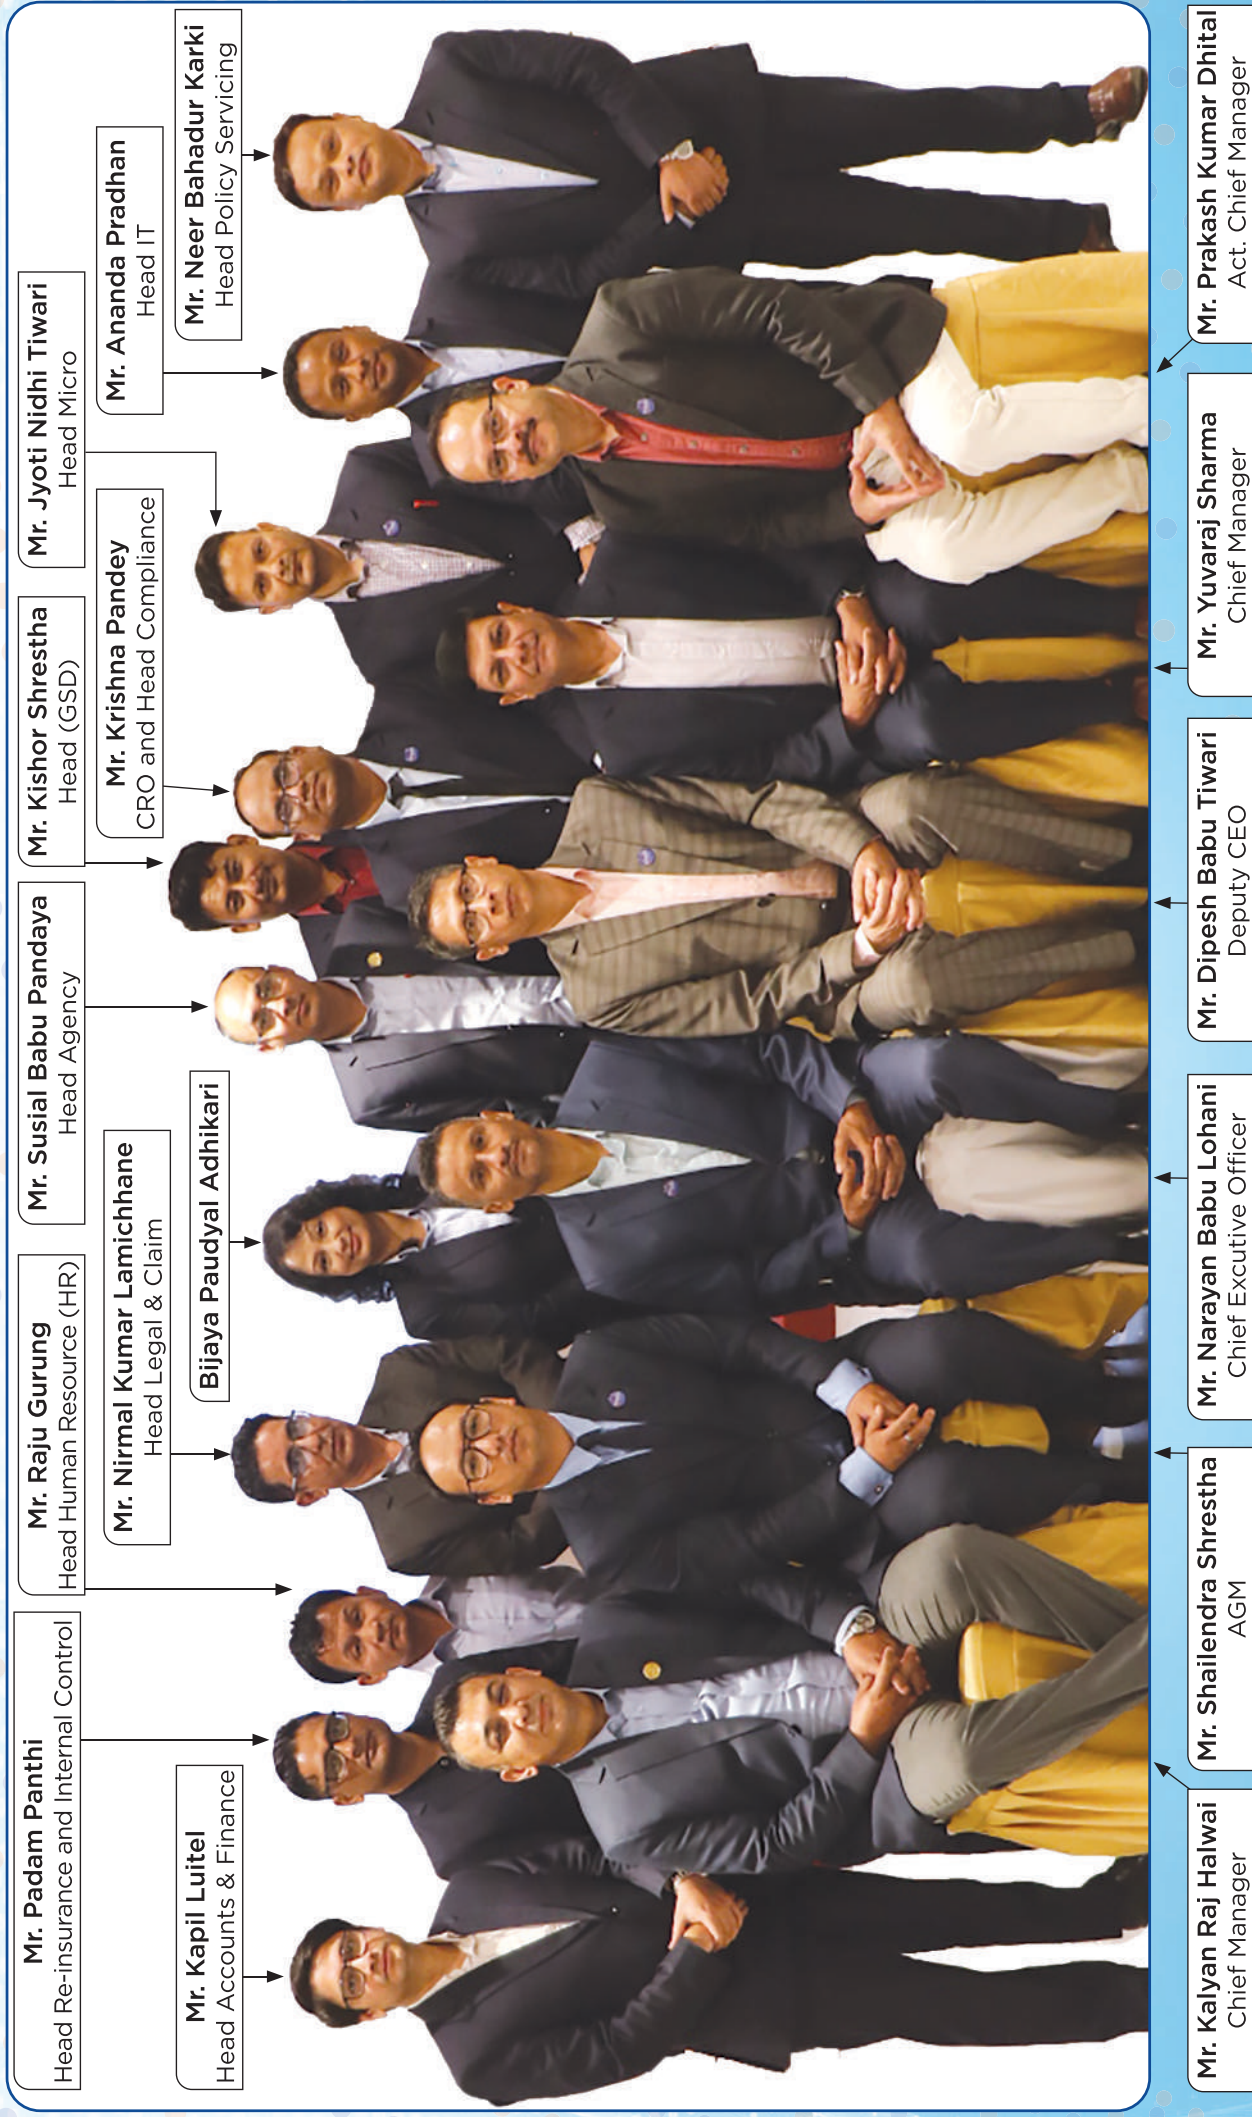 Mr. Padam Panthi
Head Re-insurance and Internal Control
Mr. Raju Gurung
Head Human Resource (HR)
Mr. Susial Babu Pandaya
Head Agency
Mr. Kishor Shrestha
Head (GSD)
Mr. Jyoti Nidhi Tiwari
Head Micro
Mr. Nirmal Kumar Lamichhane
Head Legal & Claim
Mr. Krishna Pandey
CRO and Head Compliance
Mr. Ananda Pradhan
Head IT
Mr. Kapil Luitel
Head Accounts & Finance
Bijaya Paudyal Adhikari
Mr. Neer Bahadur Karki
Head Policy Servicing
Mr. Kalyan Raj Halwai
Chief Manager
Mr. Shailendra Shrestha
AGM
Mr. Narayan Babu Lohani
Chief Excutive Officer
Mr. Dipesh Babu Tiwari
Deputy CEO
Mr. Yuvaraj Sharma
Chief Manager
Mr. Prakash Kumar Dhital
Act. Chief Manager